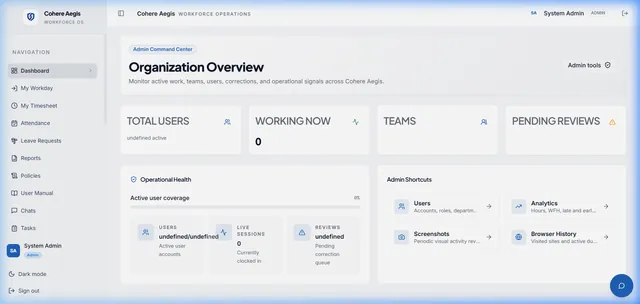 Cohere Aegis
WORKFORCE OS
Cohere Aegis WORKFORCE OPERATIONS
SA System Admin ADMIN
NAVIGATION
Dashboard
My Workday
My Timesheet
Attendance
Leave Requests
Reports
Policies
User Manual
Chats
Tasks
SA System Admin
Admin
Dark mode
Sign out
Admin Command Center
Organization Overview
Monitor active work, teams, users, corrections, and operational signals across Cohere Aegis.
Admin tools
TOTAL USERS
undefined active
WORKING NOW
0
TEAMS
PENDING REVIEWS
Operational Health
Active user coverage 0%
USERS
undefined/undefined
Active user
accounts
LIVE
SESSIONS
0
Currently
clocked in
REVIEWS
undefined
Pending
correction
queue
Admin Shortcuts
Users
Accounts, roles, departm...
Analytics
Hours, WFH, late and earl...
Screenshots
Periodic visual activity rev...
Browser History
Visited sites and active du...